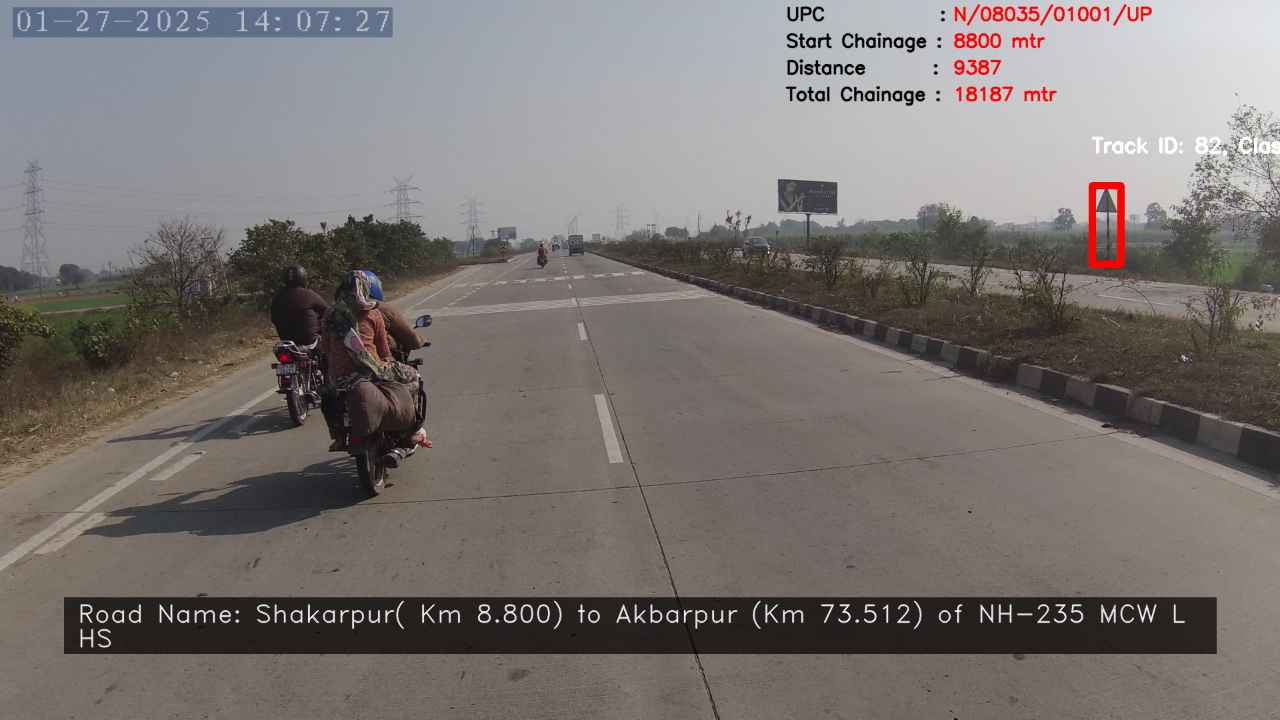 01-27-2025 14:07:27
UPC : N/08035/01001/UP
Start Chainage : 8800 mtr
Distance : 9387
Total Chainage : 18187 mtr
Track ID: 82, Clas
Road Name: Shakarpur( Km 8.800) to Akbarpur (Km 73.512) of NH-235 MCW L
HS